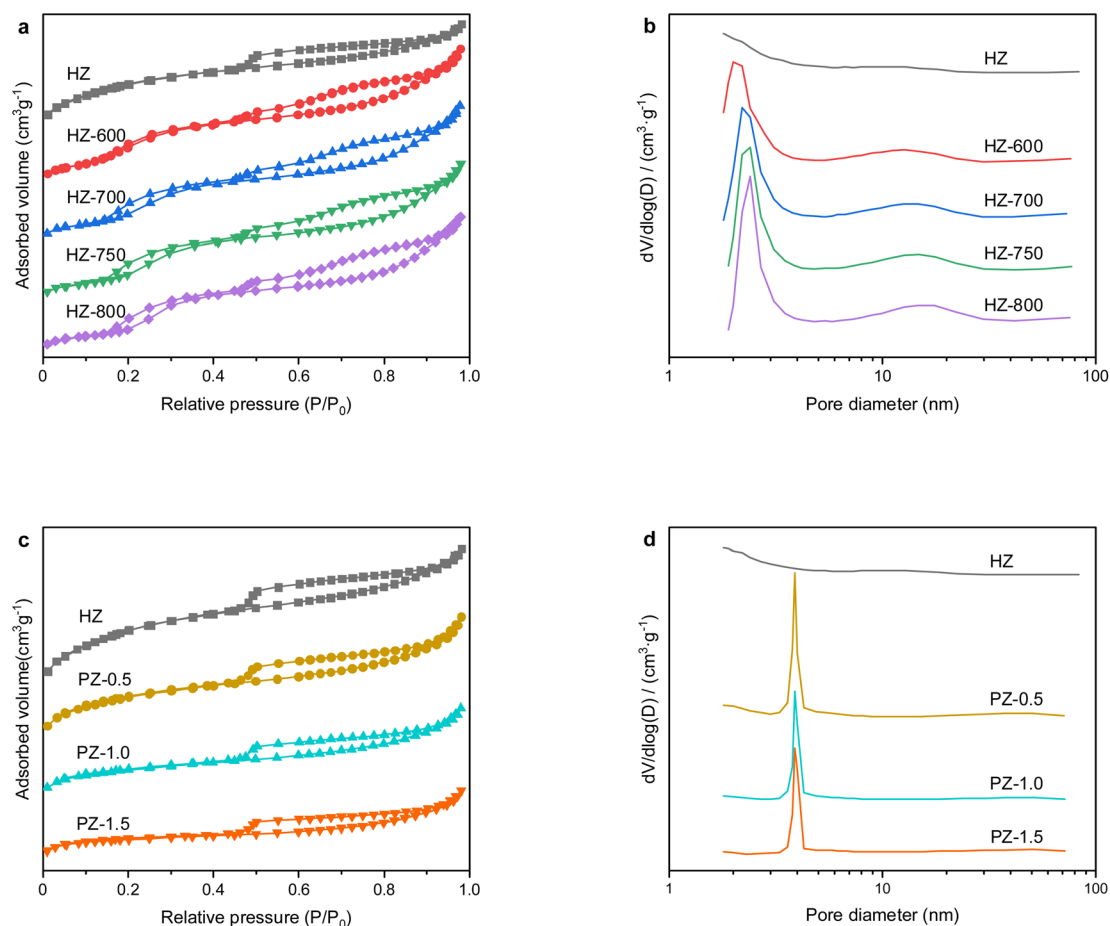 a
HZ
HZ-600
HZ-700
HZ-750
HZ-800
Adsorbed volume (cm³g⁻¹)
0 0.2 0.4 0.6 0.8 1.0
Relative pressure (P/P₀)
b
HZ
HZ-600
HZ-700
HZ-750
HZ-800
dV/dlog(D) / (cm³·g⁻¹)
1 10 100
Pore diameter (nm)
c
HZ
PZ-0.5
PZ-1.0
PZ-1.5
Adsorbed volume(cm³g⁻¹)
0 0.2 0.4 0.6 0.8 1.0
Relative pressure (P/P₀)
d
HZ
PZ-0.5
PZ-1.0
PZ-1.5
dV/dlog(D) / (cm³·g⁻¹)
1 10 100
Pore diameter (nm)